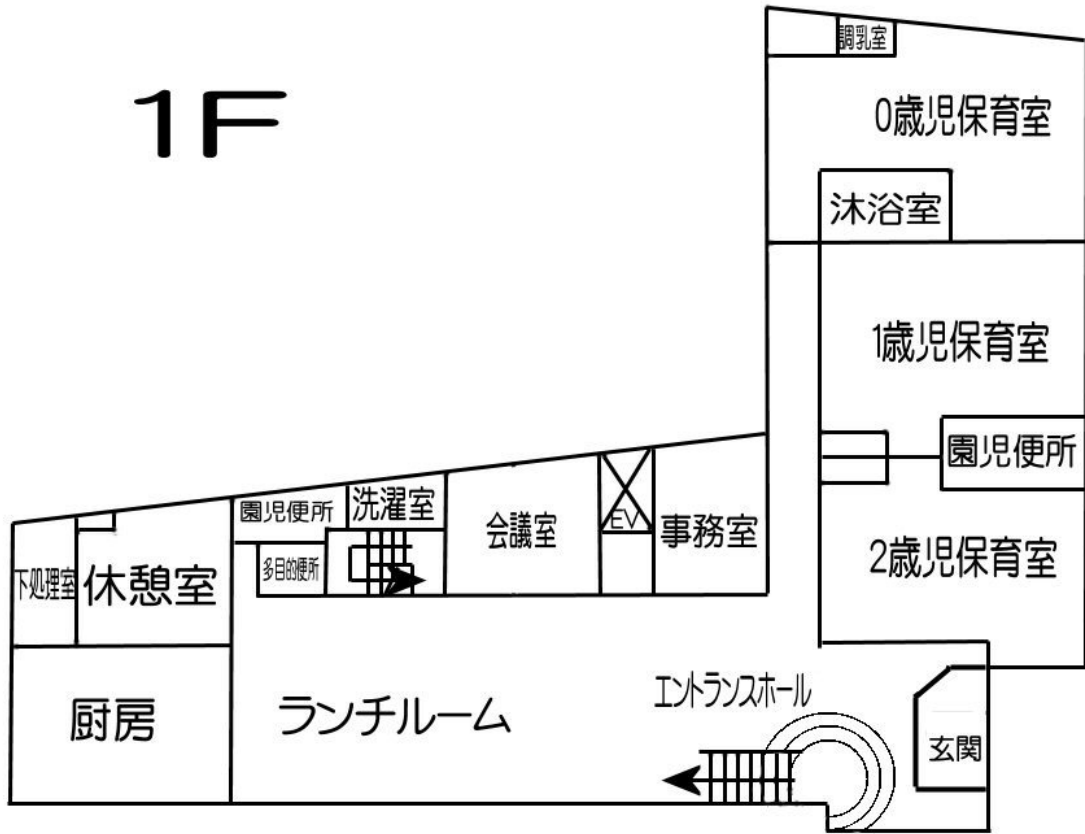 1F
調乳室
0歳児保育室
沐浴室
1歳児保育室
園児便所
2歳児保育室
園児便所
洗濯室
会議室
EV
事務室
多目的便所
下処理室
休憩室
厨房
ランチルーム
エントランスホール
玄関